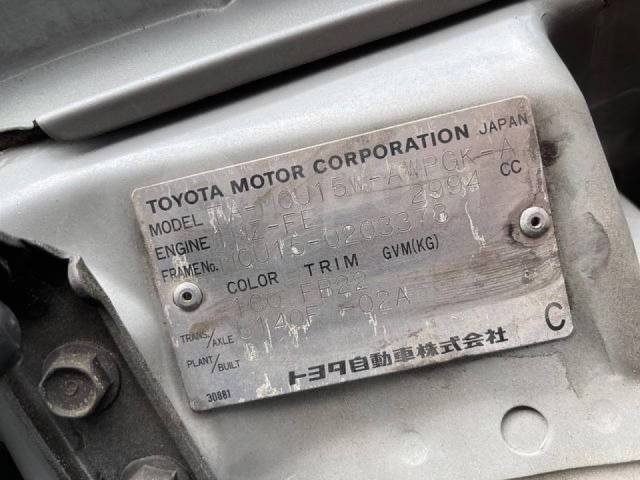 TOYOTA MOTOR CORPORATION JAPAN
MODEL TA-MCU15W-AWPGK-A
ENGINE 1MZ-FE 2994 CC
FRAME No. MCU15-0203373
COLOR TRIM GVM(KG)
1C0 FB22
TRANS./AXLE U140F -02A
PLANT/BUILT
トヨタ自動車株式会社 C
30881